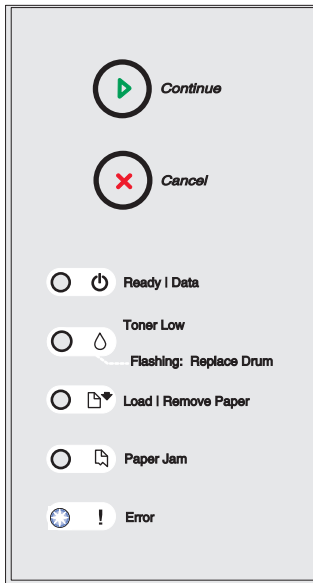 Continue
Cancel
Ready | Data
Toner Low
Flashing: Replace Drum
Load | Remove Paper
Paper Jam
! Error